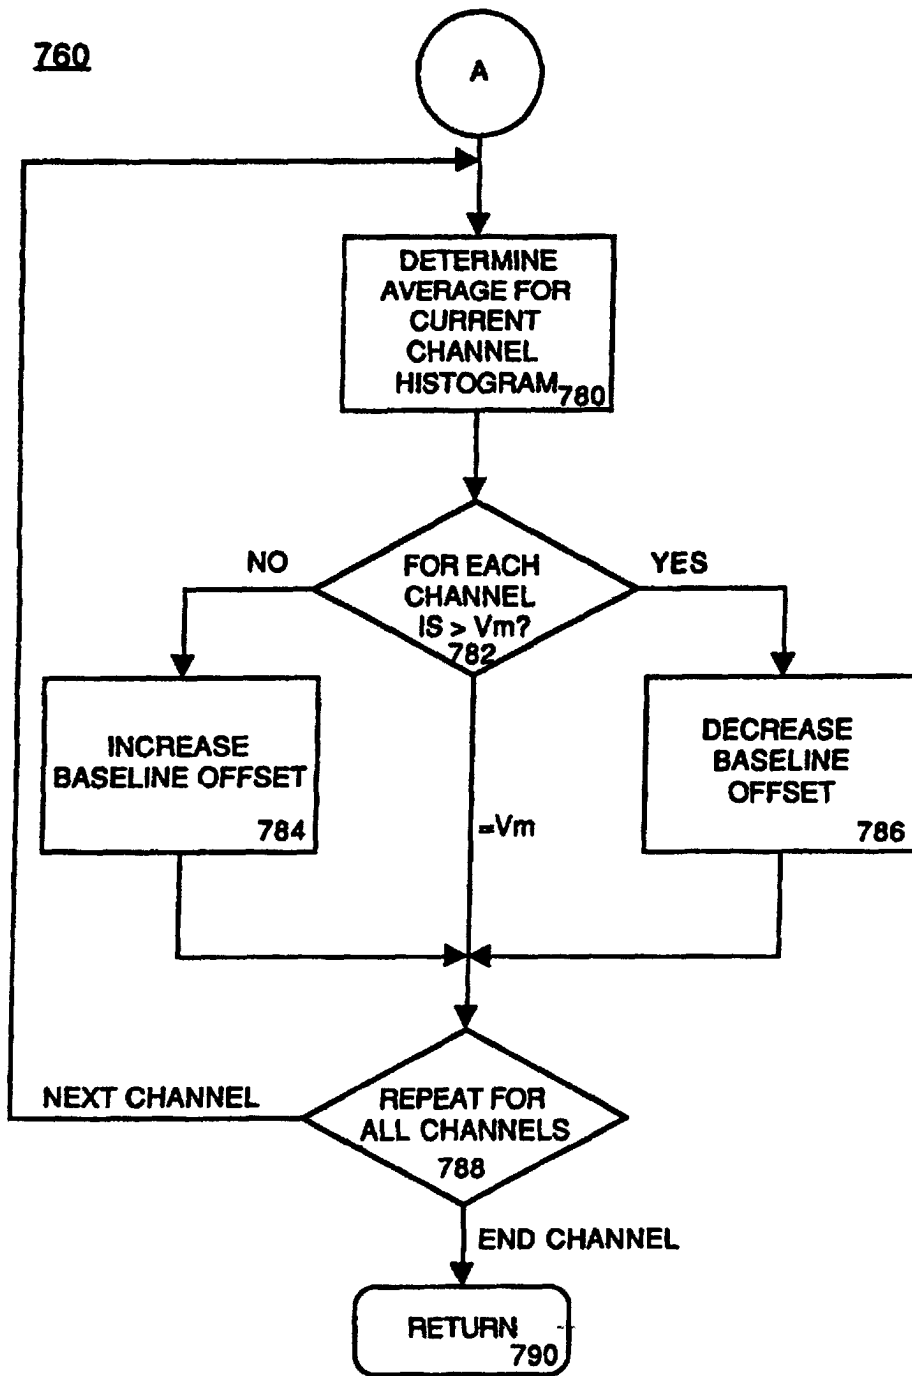 760
A
DETERMINE
AVERAGE FOR
CURRENT
CHANNEL
HISTOGRAM
780
NO
FOR EACH
CHANNEL
IS > Vm?
782
YES
INCREASE
BASELINE OFFSET
784
=Vm
DECREASE
BASELINE
OFFSET
786
NEXT CHANNEL
REPEAT FOR
ALL CHANNELS
788
END CHANNEL
RETURN
790